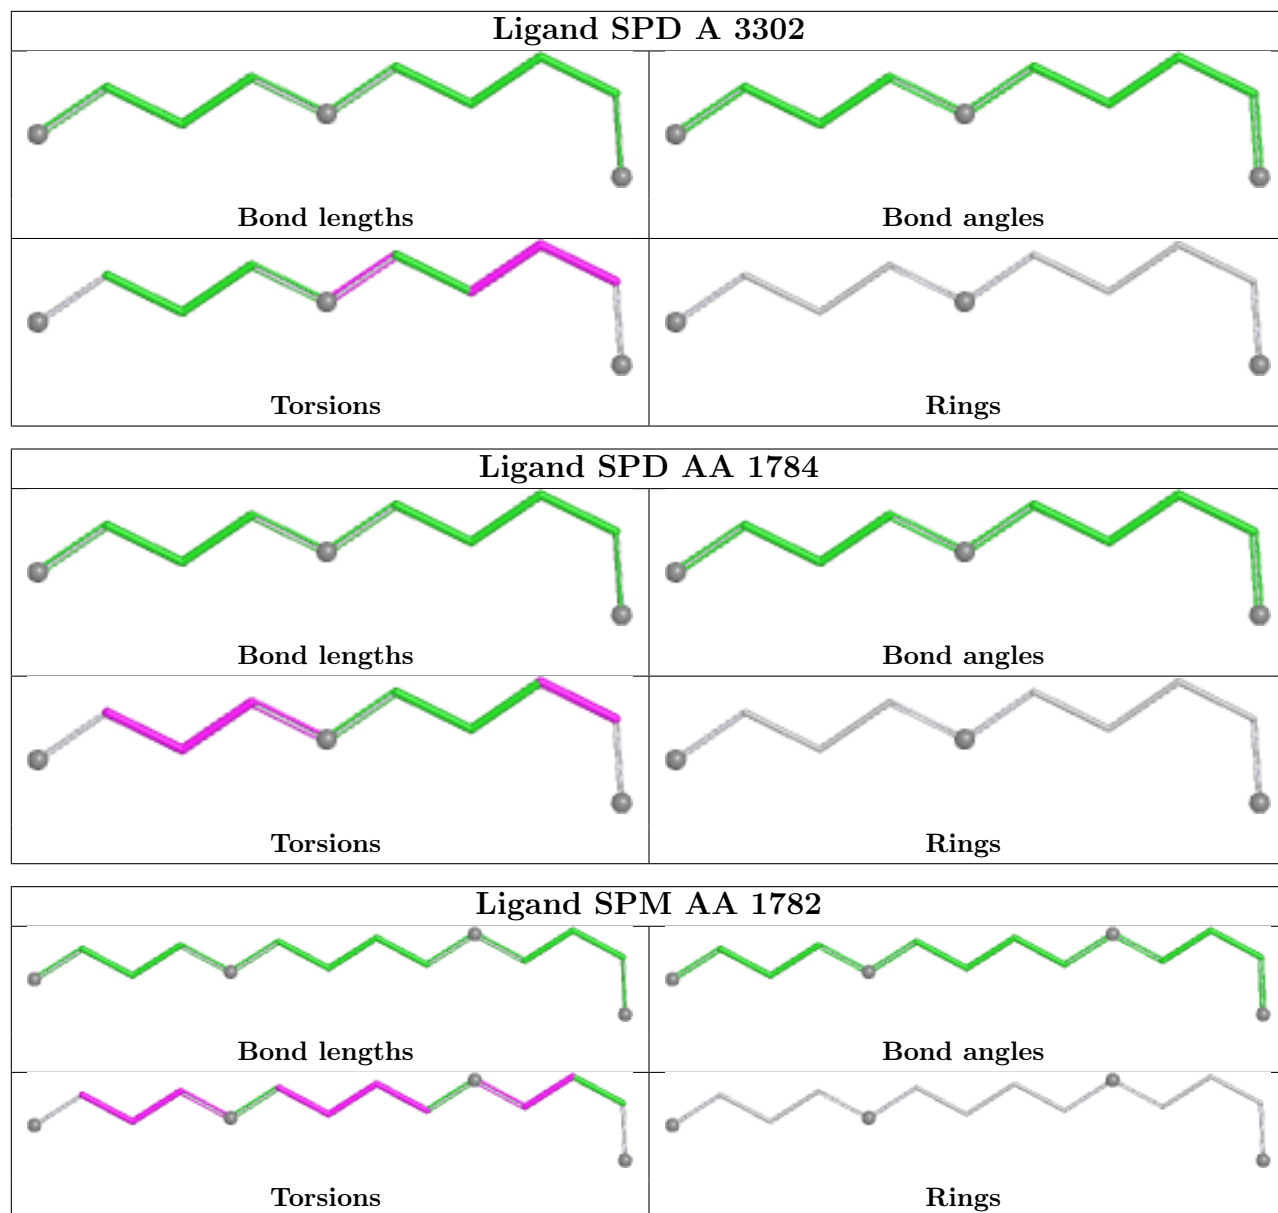 Ligand SPD A 3302
Bond lengths
Bond angles
Torsions
Rings
Ligand SPD AA 1784
Bond lengths
Bond angles
Torsions
Rings
Ligand SPM AA 1782
Bond lengths
Bond angles
Torsions
Rings